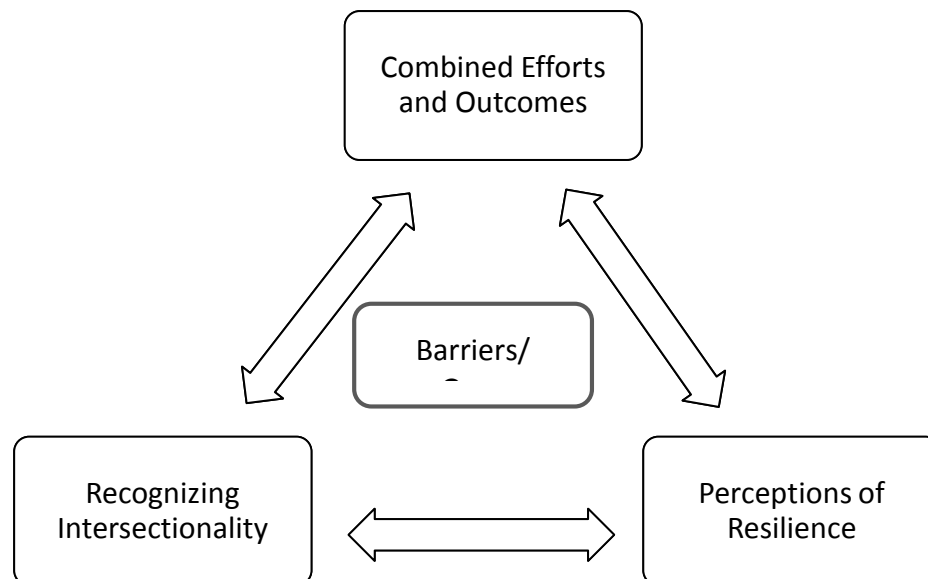 Combined Efforts
and Outcomes
Barriers/
Recognizing
Intersectionality
Perceptions of
Resilience